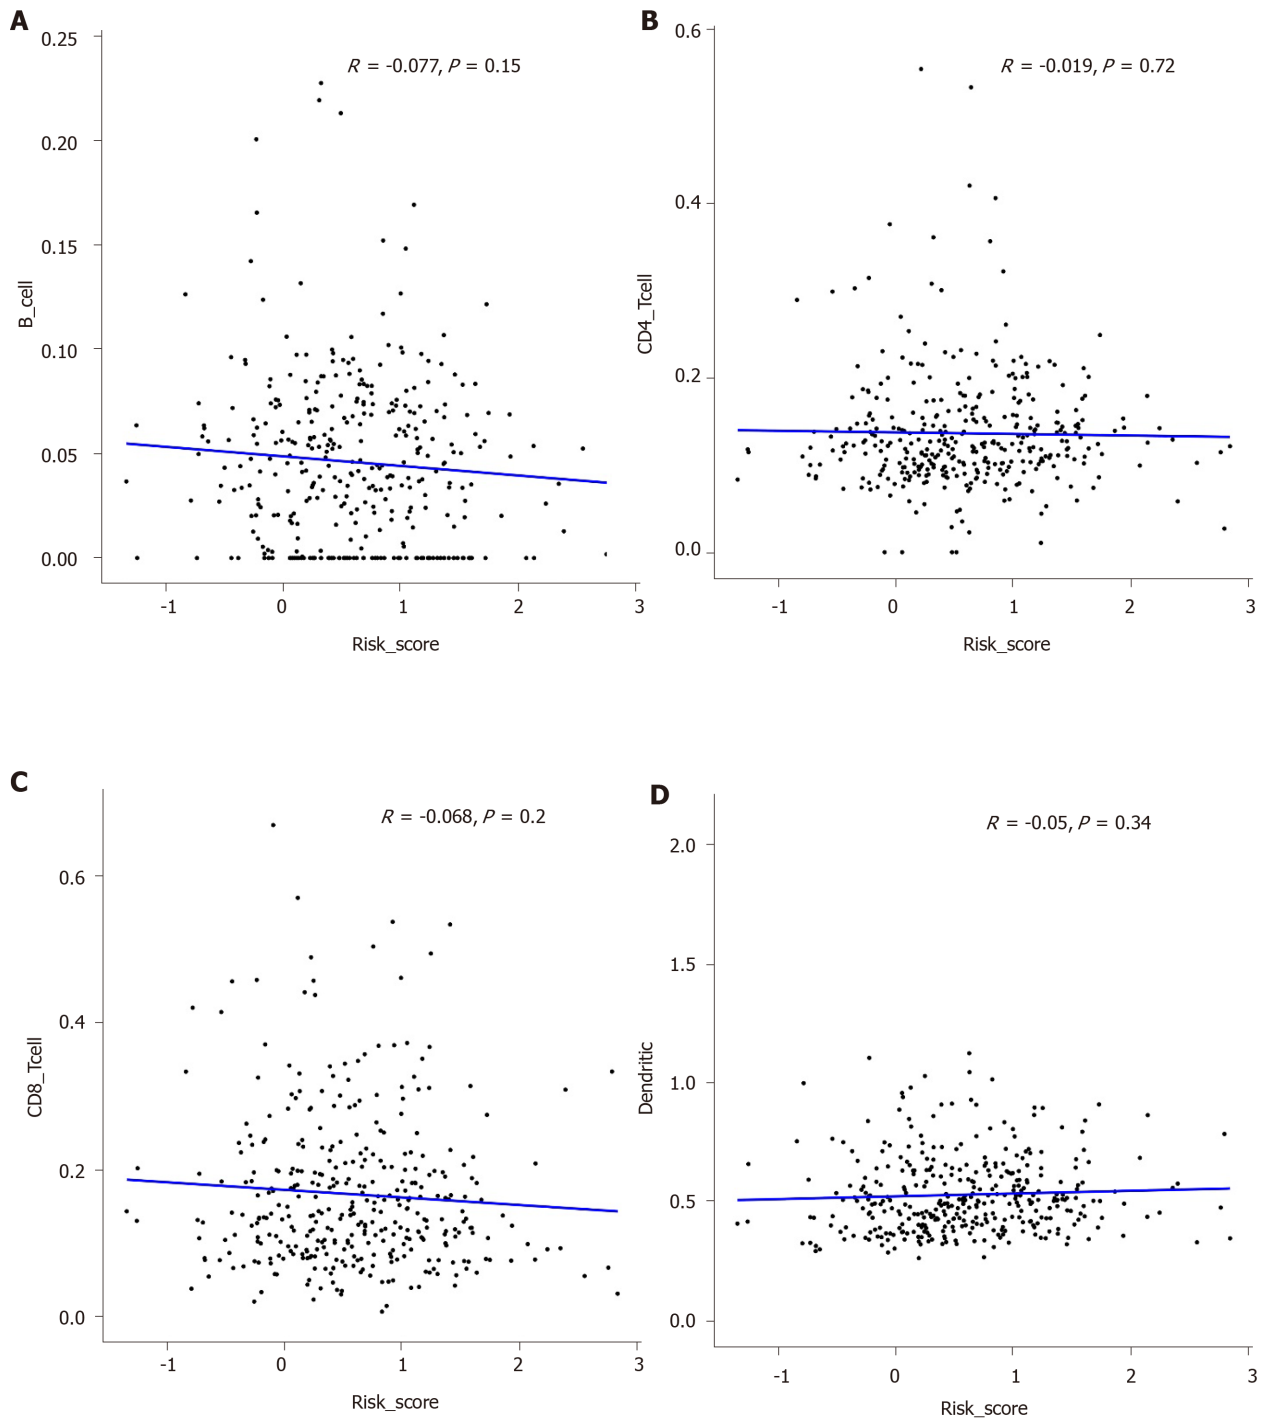 A
R = -0.077, P = 0.15
0.25
0.20
0.15
0.10
0.05
0.00
B_cell
-1 0 1 2 3
Risk_score
B
R = -0.019, P = 0.72
0.6
0.4
0.2
0.0
CD4_Tcell
-1 0 1 2 3
Risk_score
C
R = -0.068, P = 0.2
0.6
0.4
0.2
0.0
CD8_Tcell
-1 0 1 2 3
Risk_score
D
R = -0.05, P = 0.34
2.0
1.5
1.0
0.5
0.0
Dendritic
-1 0 1 2 3
Risk_score